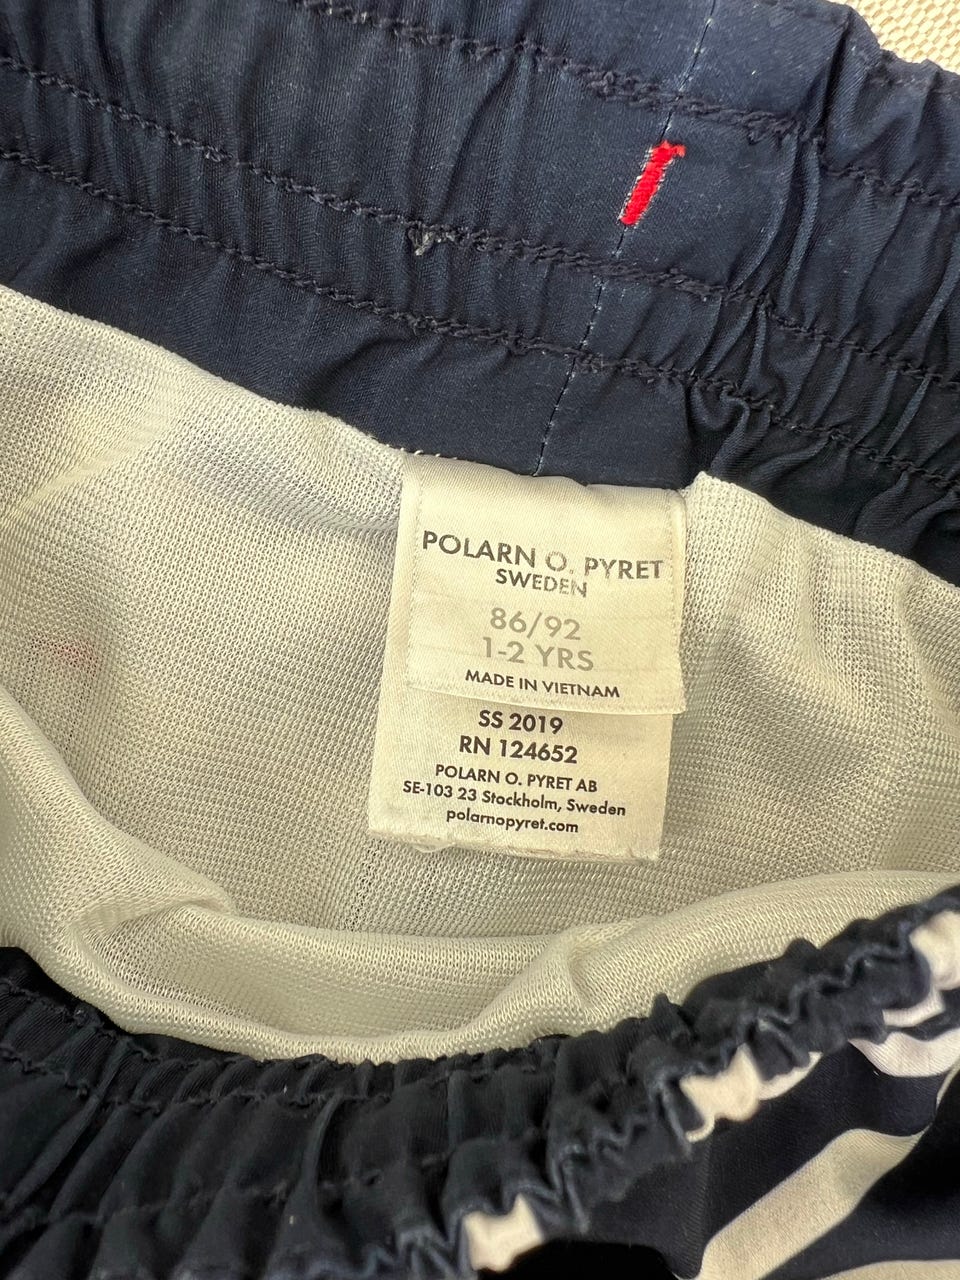 POLARN O. PYRET
SWEDEN
86/92
1-2 YRS
MADE IN VIETNAM
SS 2019
RN 124652
POLARN O. PYRET AB
SE-103 23 Stockholm, Sweden
polarnopyret.com